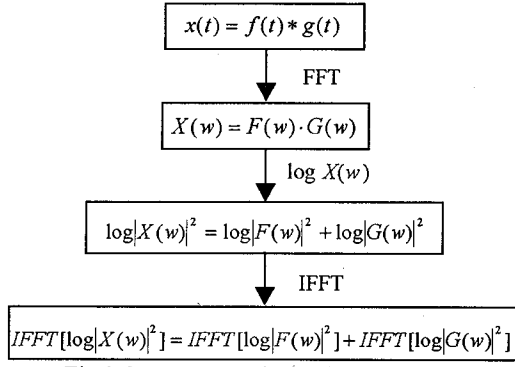 x(t) = f(t) * g(t)
FFT
X(w) = F(w)·G(w)
log X(w)
log|X(w)|² = log|F(w)|² + log|G(w)|²
IFFT
IFFT[log|X(w)|²] = IFFT[log|F(w)|²] + IFFT[log|G(w)|²]